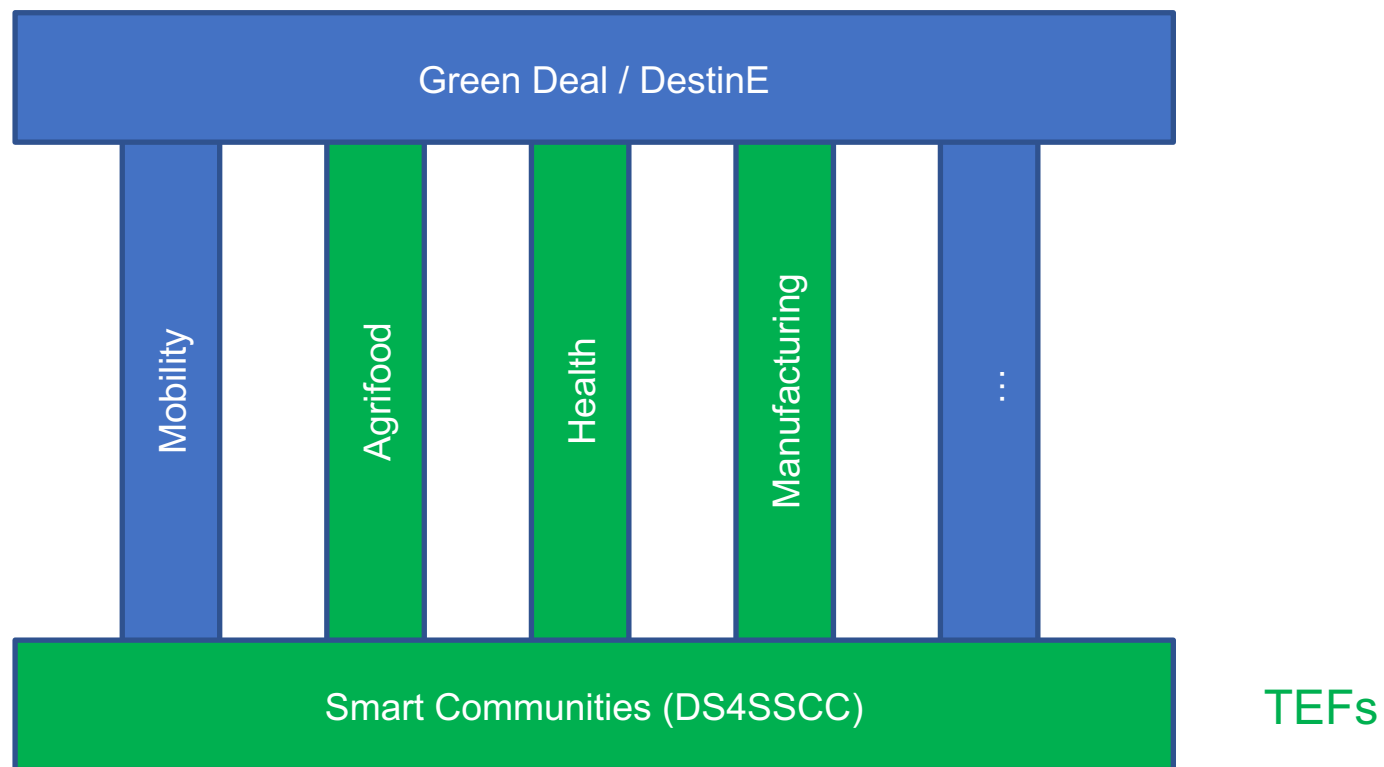 Green Deal / DestinE
Mobility
Agrifood
Health
Manufacturing
...
Smart Communities (DS4SSCC)
TEFs